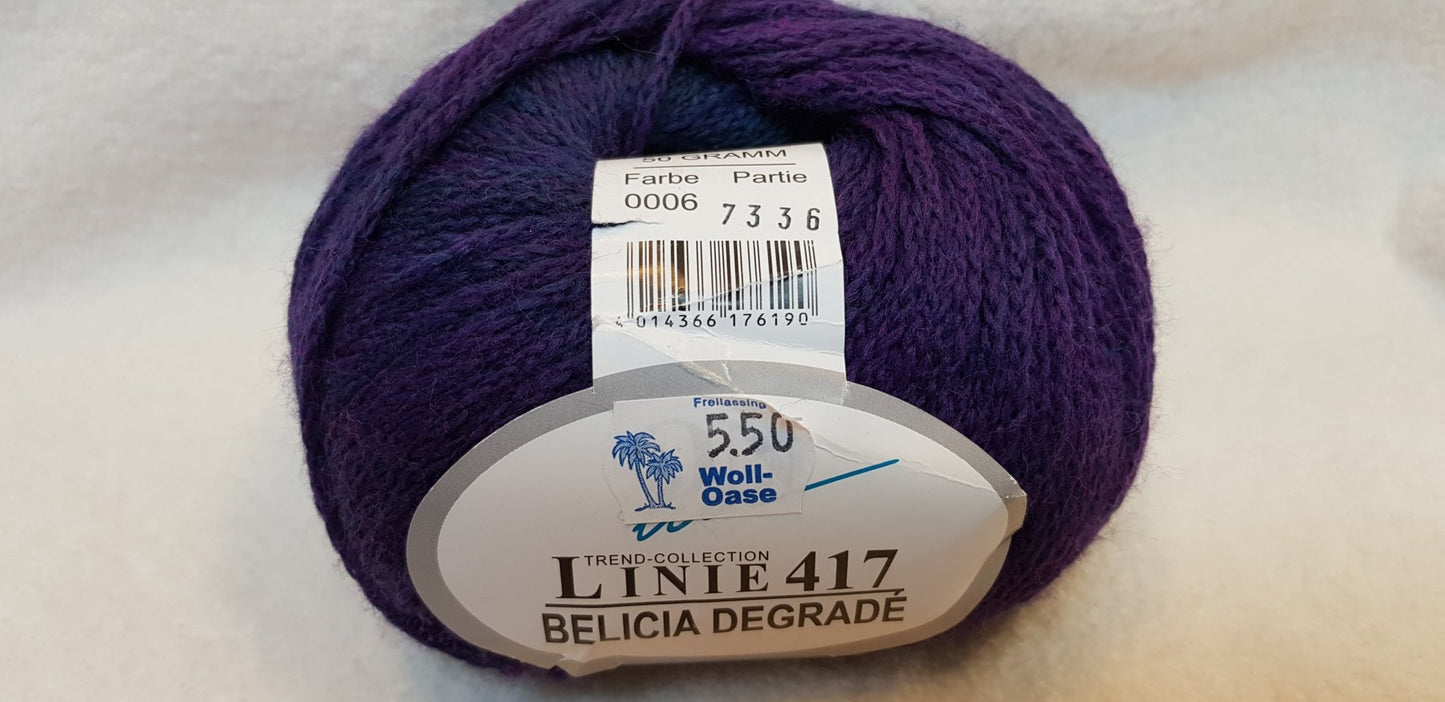 50 GRAMM
Farbe Partie
0006 7336
4 014366 176190
Freilassing
5.50
Woll-
Oase
TREND-COLLECTION
LINIE 417
BELICIA DEGRADÉ